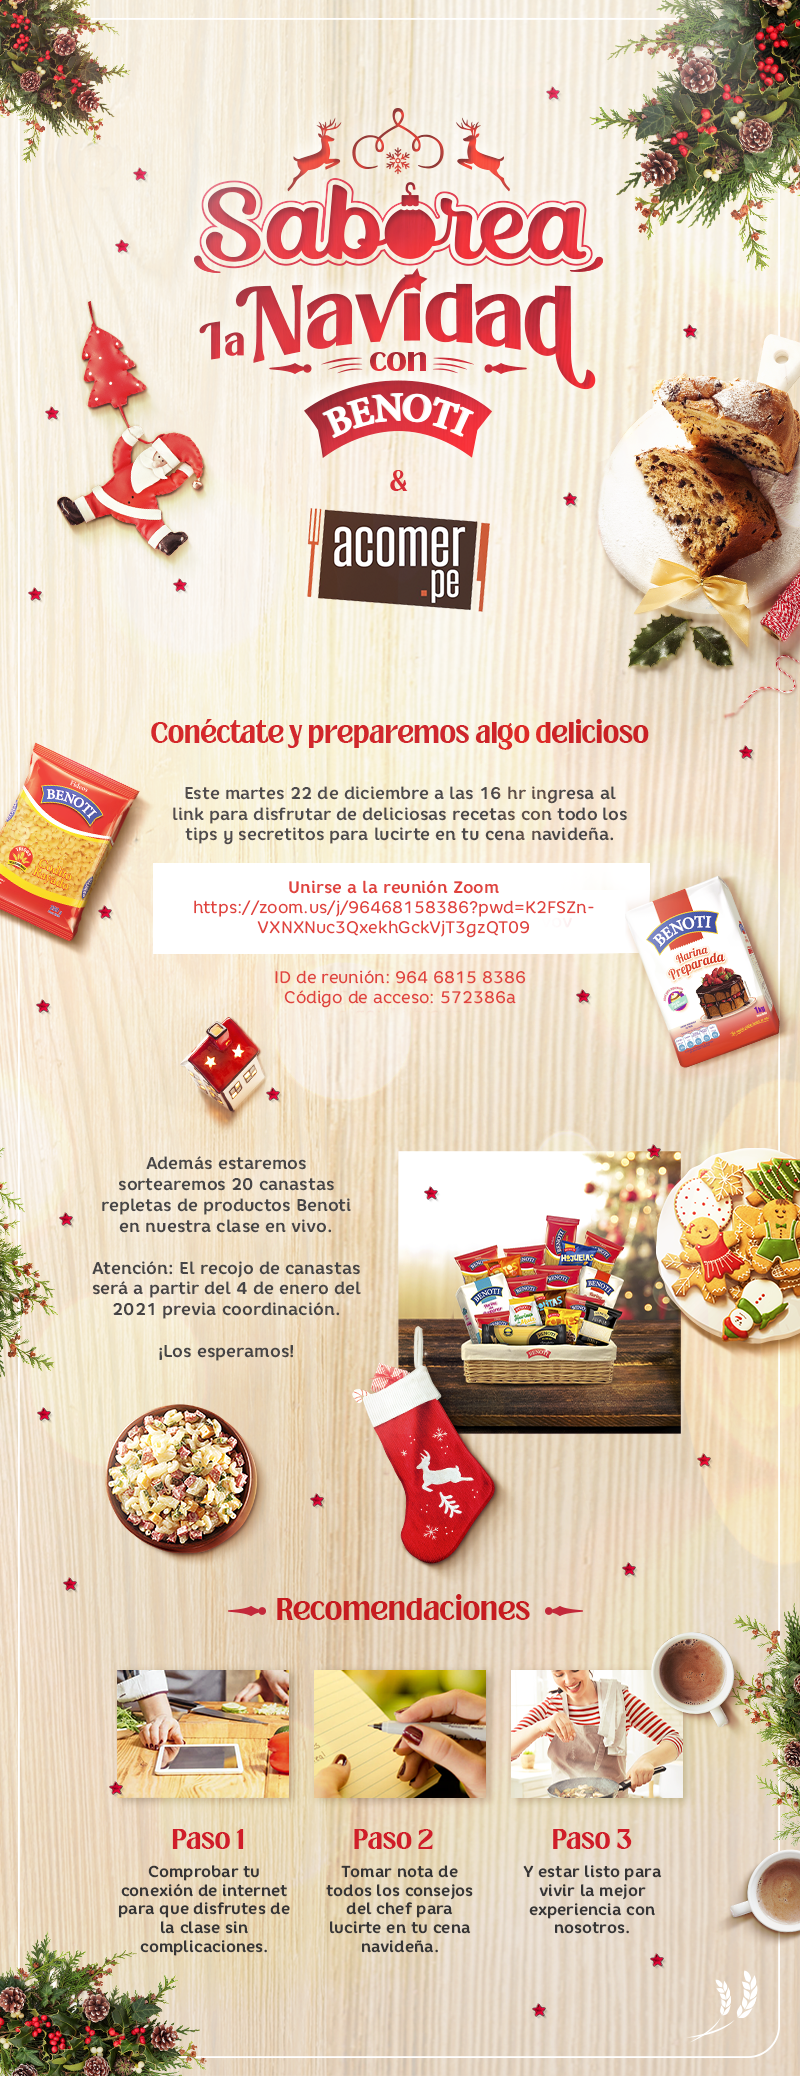 Saborea
la Navidad
con
BENOTI
&
acomer
.pe
Conéctate y preparemos algo delicioso
Fideos
BENOTI
Este martes 22 de diciembre a las 16 hr ingresa al
link para disfrutar de deliciosas recetas con todo los
tips y secretitos para lucirte en tu cena navideña.
Unirse a la reunión Zoom
https://zoom.us/j/96468158386?pwd=K2FSZn-
VXNXNuc3QxekhGckVjT3gzQT09
BENOTI
Harina
Preparada
1kg
ID de reunión: 964 6815 8386
Código de acceso: 572386a
Además estaremos
sortearemos 20 canastas
repletas de productos Benoti
en nuestra clase en vivo.
Atención: El recojo de canastas
será a partir del 4 de enero del
2021 previa coordinación.
¡Los esperamos!
HOJUELAS
BENOTI
BENOTI
BENOTI
Recomendaciones
Paso 1
Comprobar tu
conexión de internet
para que disfrutes de
la clase sin
complicaciones.
Paso 2
Tomar nota de
todos los consejos
del chef para
lucirte en tu cena
navideña.
Paso 3
Y estar listo para
vivir la mejor
experiencia con
nosotros.